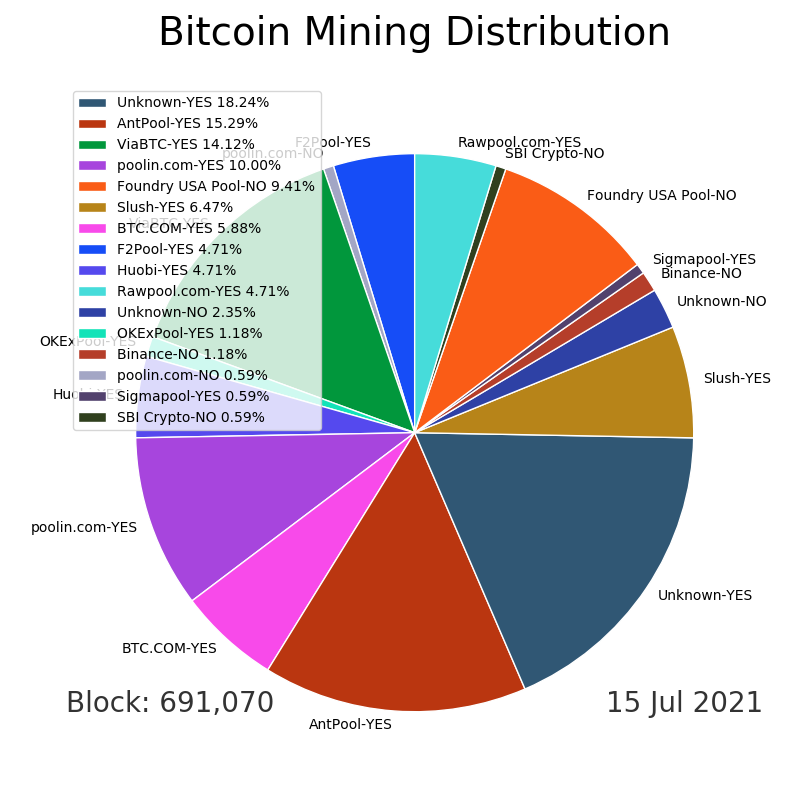 Bitcoin Mining Distribution
Unknown-YES 18.24%
AntPool-YES 15.29%
ViaBTC-YES 14.12%
poolin.com-YES 10.00%
Foundry USA Pool-NO 9.41%
Slush-YES 6.47%
BTC.COM-YES 5.88%
F2Pool-YES 4.71%
Huobi-YES 4.71%
Rawpool.com-YES 4.71%
Unknown-NO 2.35%
OKExPool-YES 1.18%
Binance-NO 1.18%
poolin.com-NO 0.59%
Sigmapool-YES 0.59%
SBI Crypto-NO 0.59%
F2Pool-YES
Rawpool.com-YES
poolin.com-NO
SBI Crypto-NO
Foundry USA Pool-NO
ViaBTC-YES
Sigmapool-YES
Binance-NO
Unknown-NO
OKExPool-YES
Slush-YES
Huobi-YES
poolin.com-YES
Unknown-YES
BTC.COM-YES
Block: 691,070
15 Jul 2021
AntPool-YES